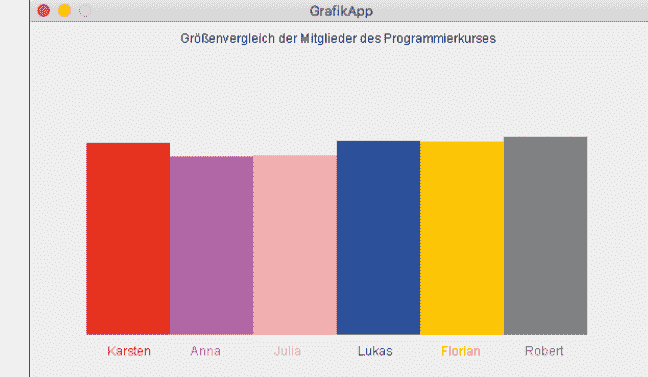 GrafikApp
Größenvergleich der Mitglieder des Programmierkurses
Karsten Anna Julia Lukas Florian Robert